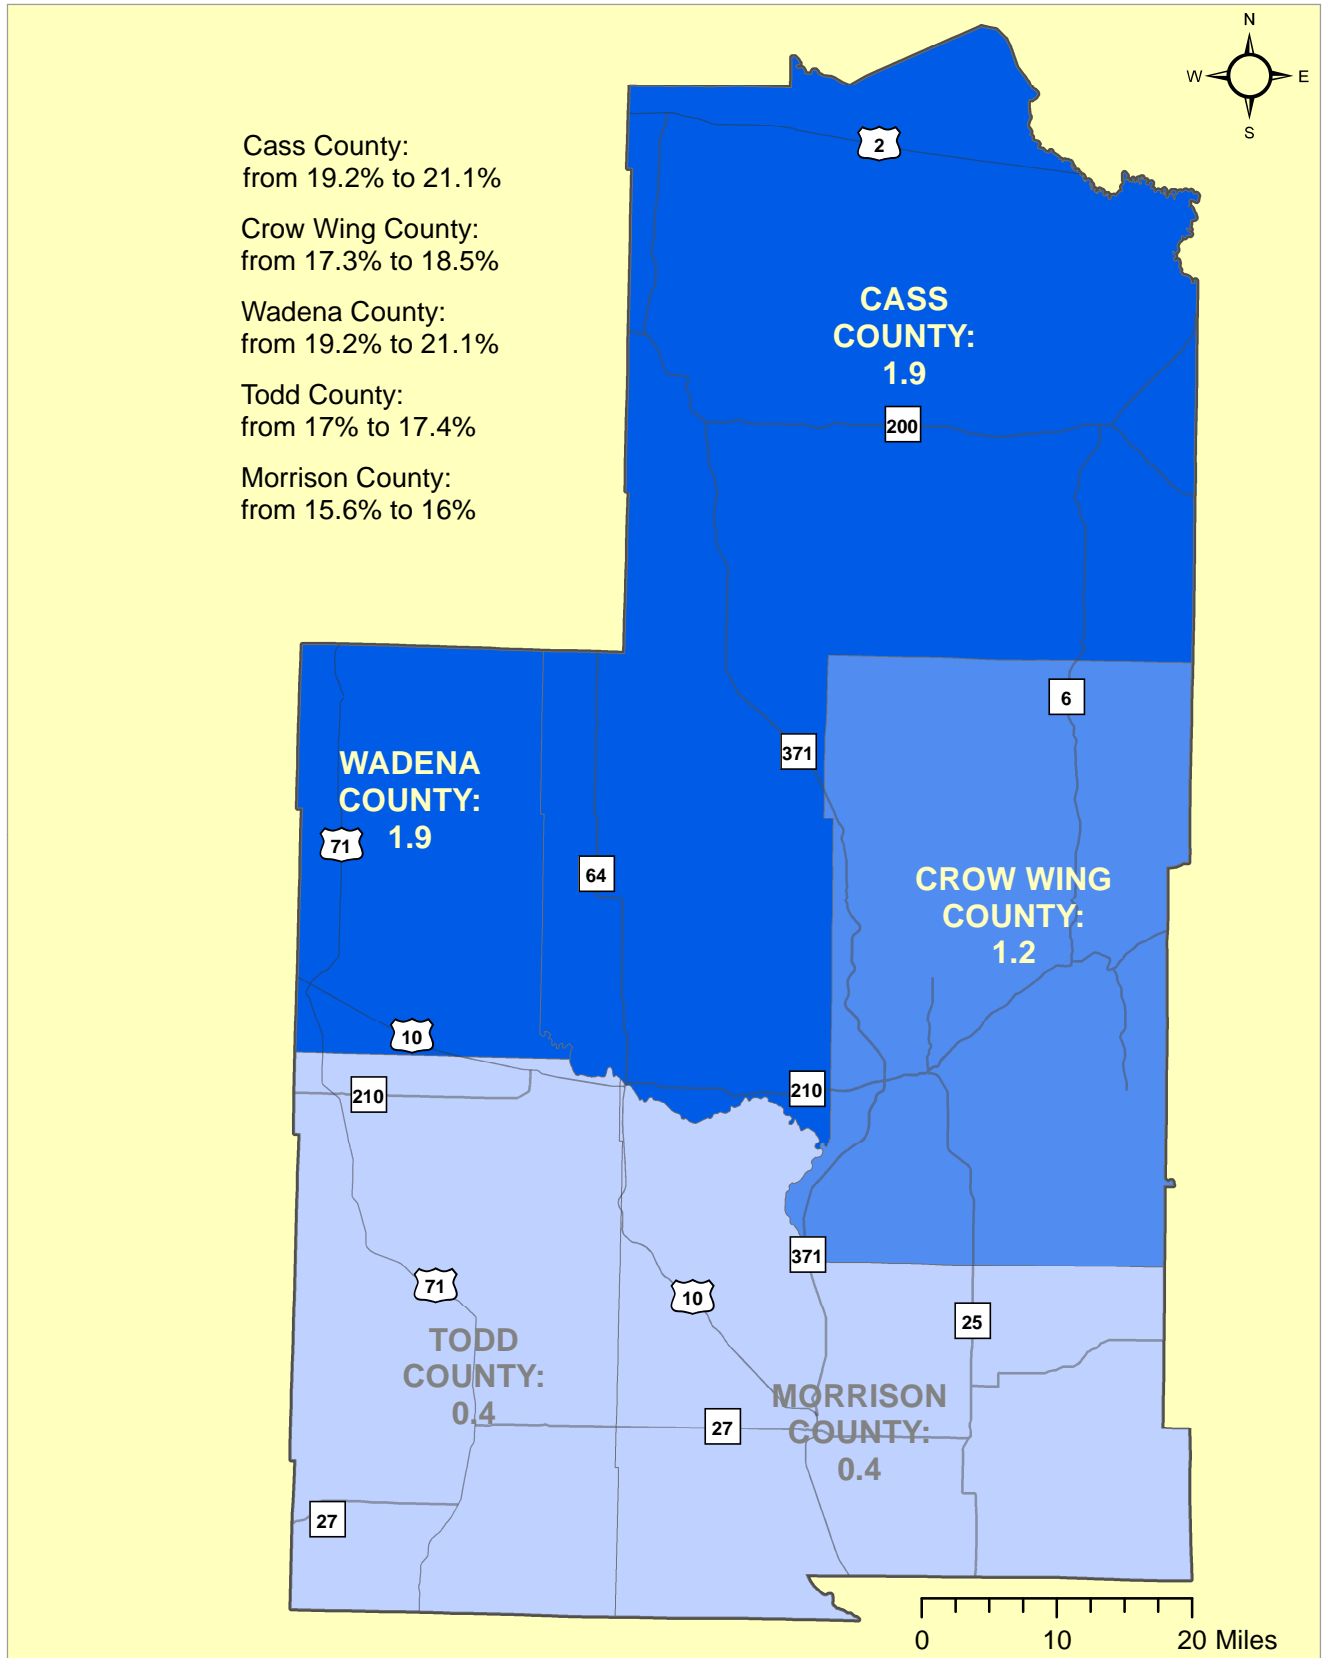 N
W
E
S
2
Cass County:
from 19.2% to 21.1%
Crow Wing County:
from 17.3% to 18.5%
Wadena County:
from 19.2% to 21.1%
Todd County:
from 17% to 17.4%
Morrison County:
from 15.6% to 16%
CASS
COUNTY:
1.9
200
6
371
WADENA
COUNTY:
1.9
71
64
CROW WING
COUNTY:
1.2
10
210
210
371
71
10
25
TODD
COUNTY:
0.4
MORRISON
COUNTY:
0.4
27
27
0
10
20 Miles